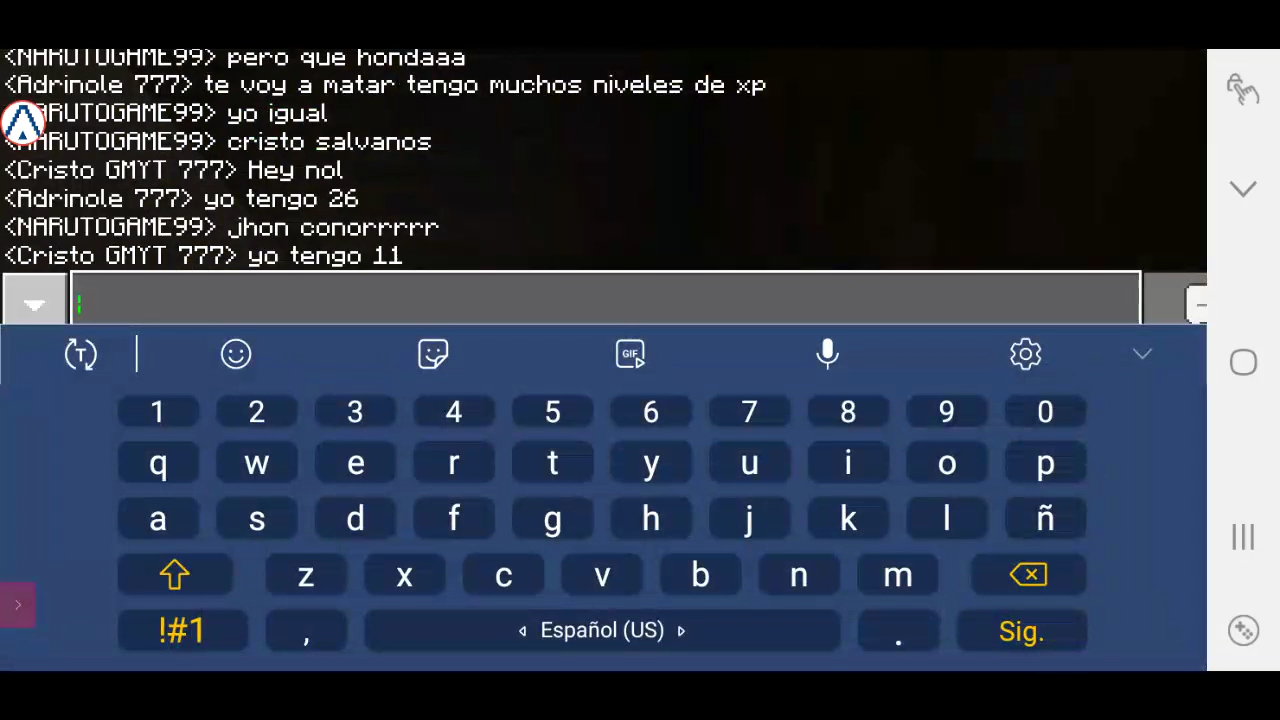 <NARUTOGAME99> pero que hondaaa
<Adrinole 777> te voy a matar tengo muchos niveles de xp
ARUTOGAME99> yo igual
ARUTOGAME99> cristo salvanos
<Cristo GMYT 777> Hey nol
<Adrinole 777> yo tengo 26
<NARUTOGAME99> jhon conorrrrr
<Cristo GMYT 777> yo tengo 11
T GIF
1 2 3 4 5 6 7 8 9 0
q w e r t y u i o p
a s d f g h j k l ñ
z x c v b n m
!#1 , Español (US) . Sig.